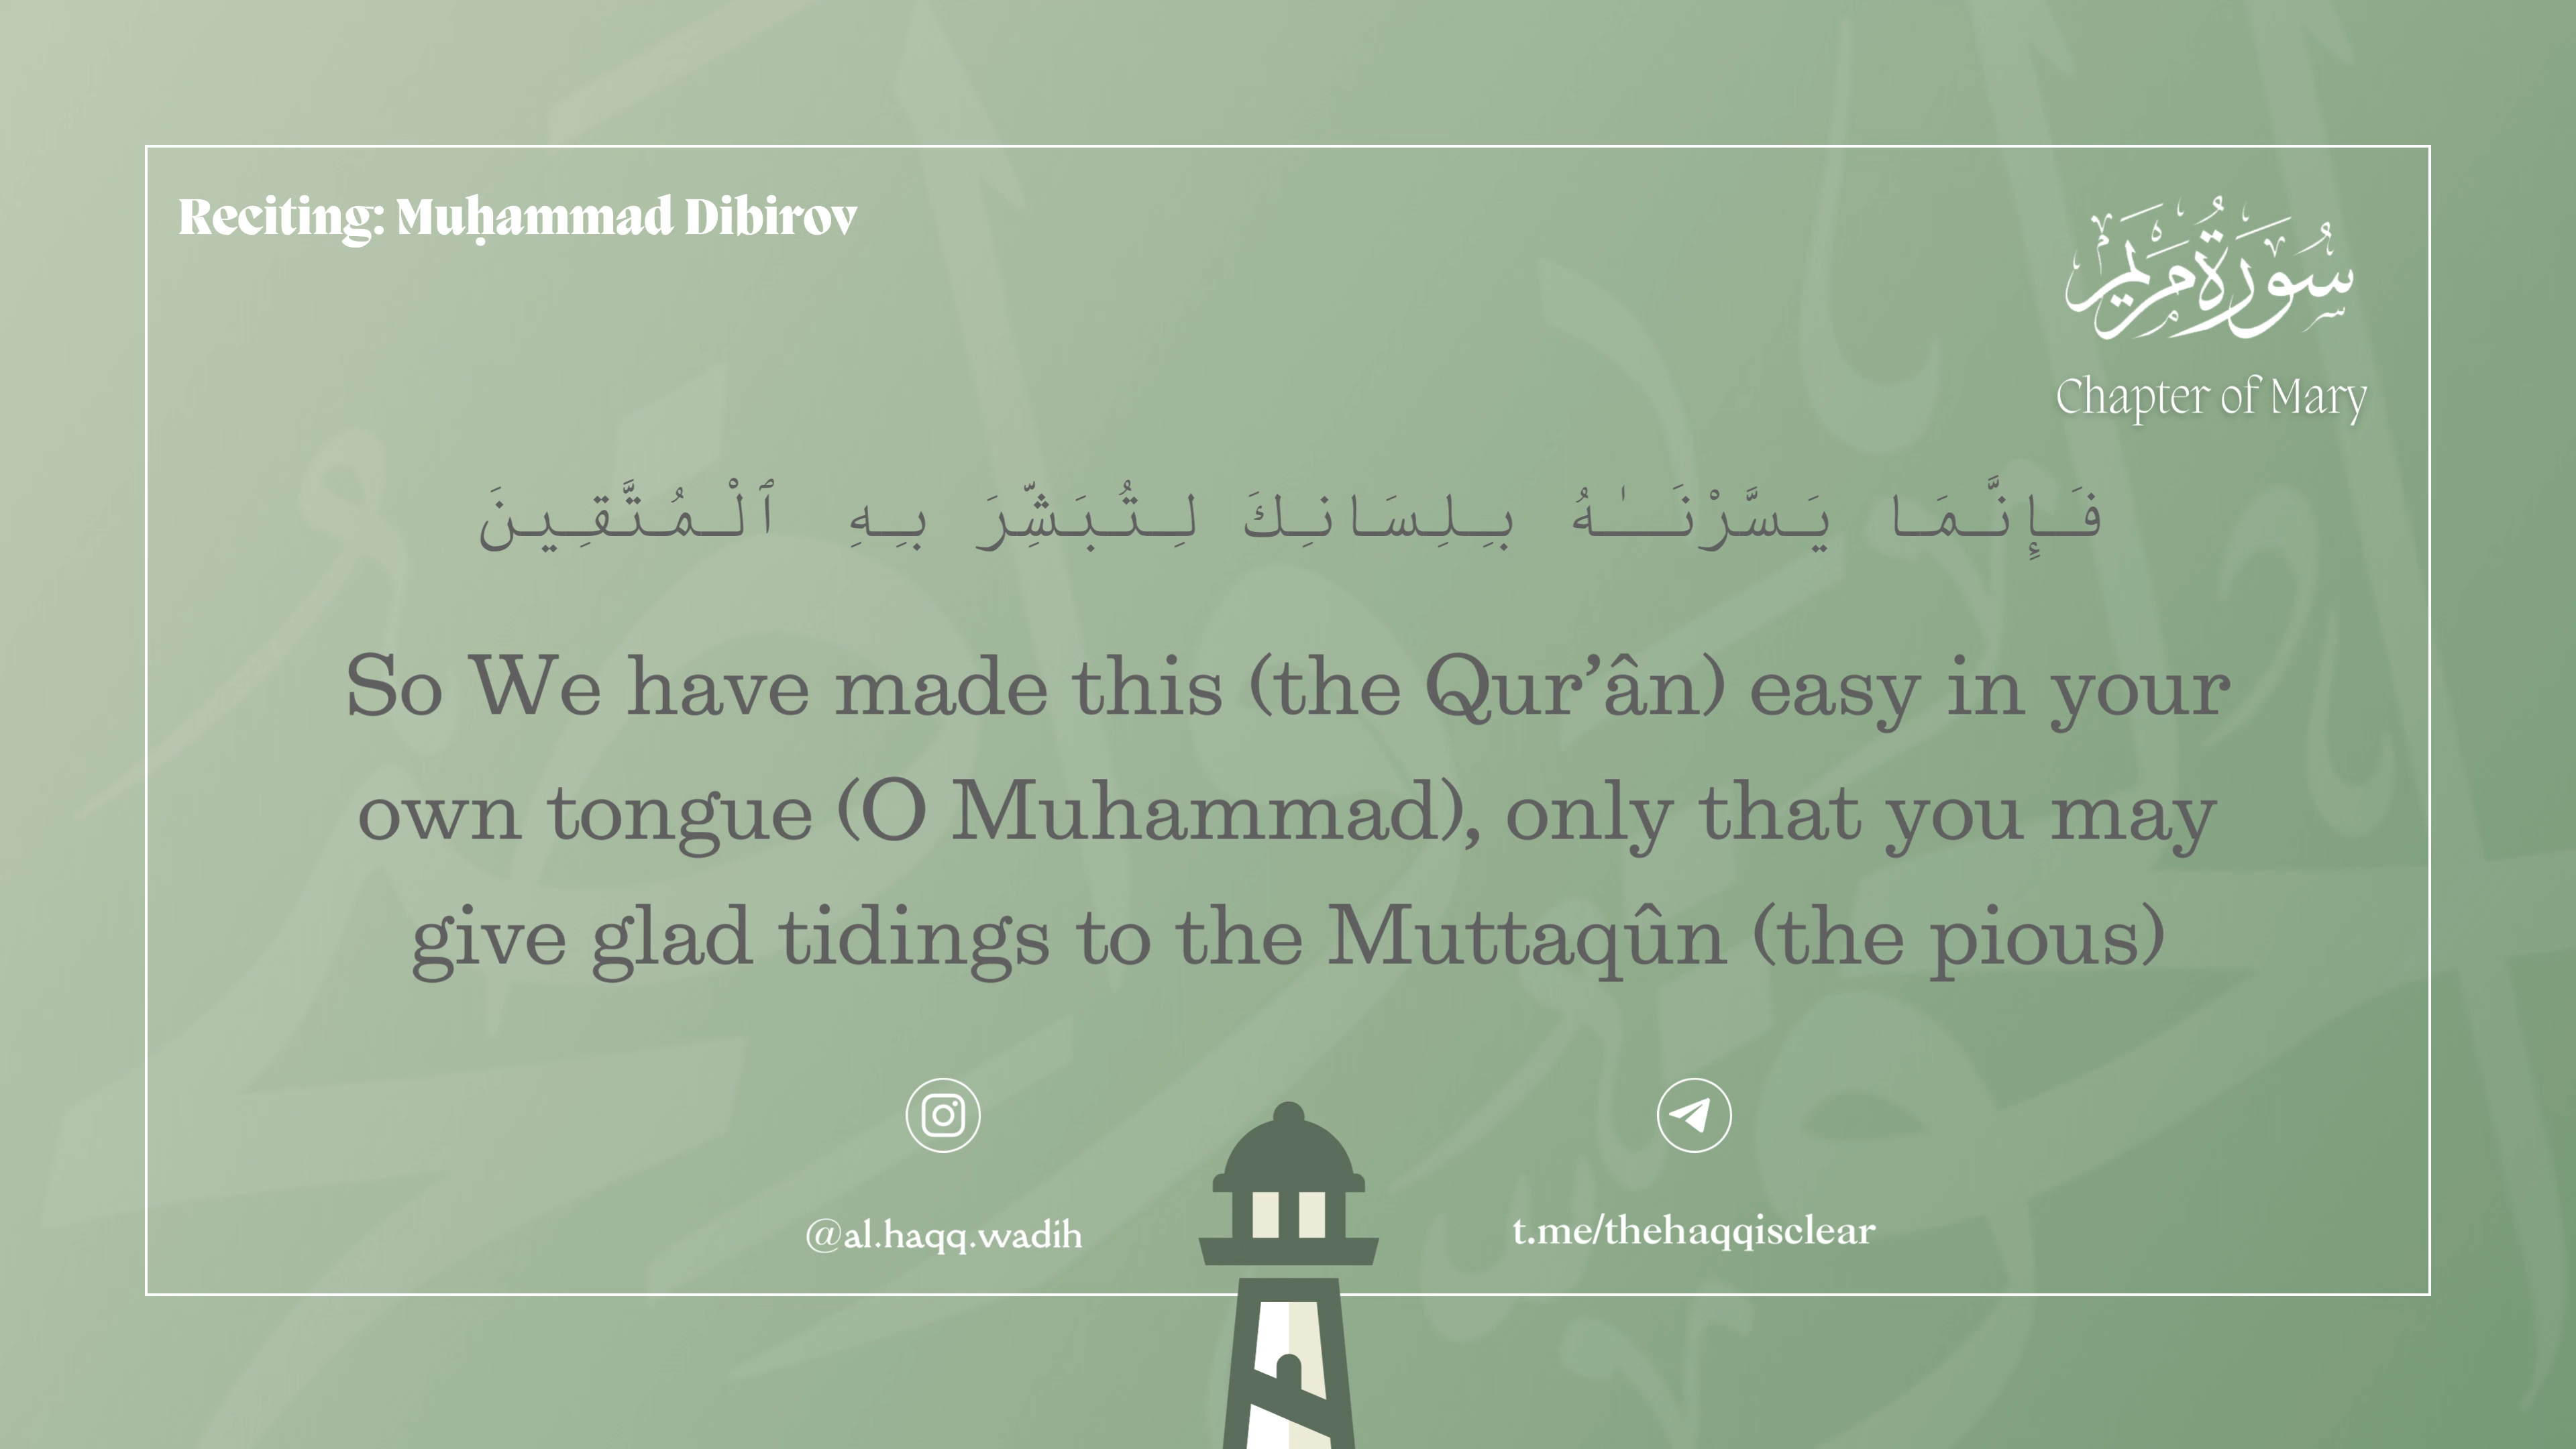 Reciting: Muḥammad Dibirov
سُورَةُ مَرْيَم
Chapter of Mary
فَإِنَّمَا يَسَّرْنَـٰهُ بِلِسَانِكَ لِتُبَشِّرَ بِهِ ٱلْمُتَّقِينَ
So We have made this (the Qur’ân) easy in your
own tongue (O Muhammad), only that you may
give glad tidings to the Muttaqûn (the pious)
@al.haqq.wadih
t.me/thehaqqisclear